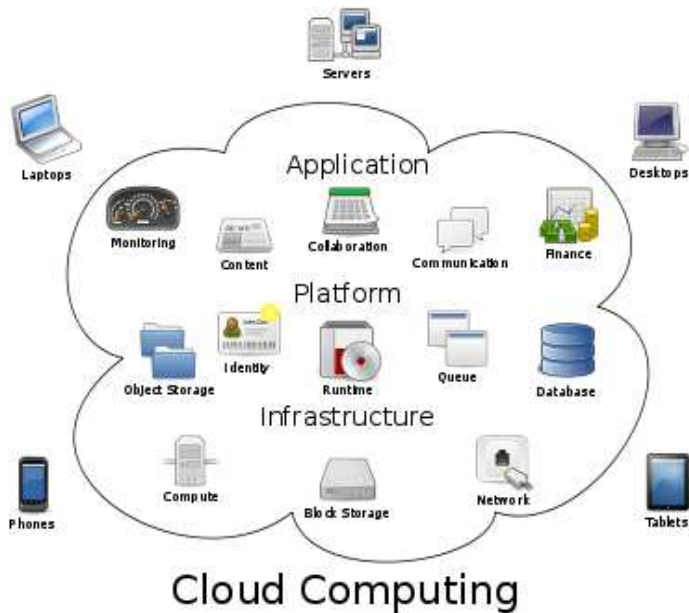 Servers
Laptops
Desktops
Application
Monitoring
Content
Collaboration
Communication
Finance
Platform
Object Storage
Identity
Runtime
Queue
Database
Infrastructure
Compute
Block Storage
Network
Phones
Tablets
Cloud Computing